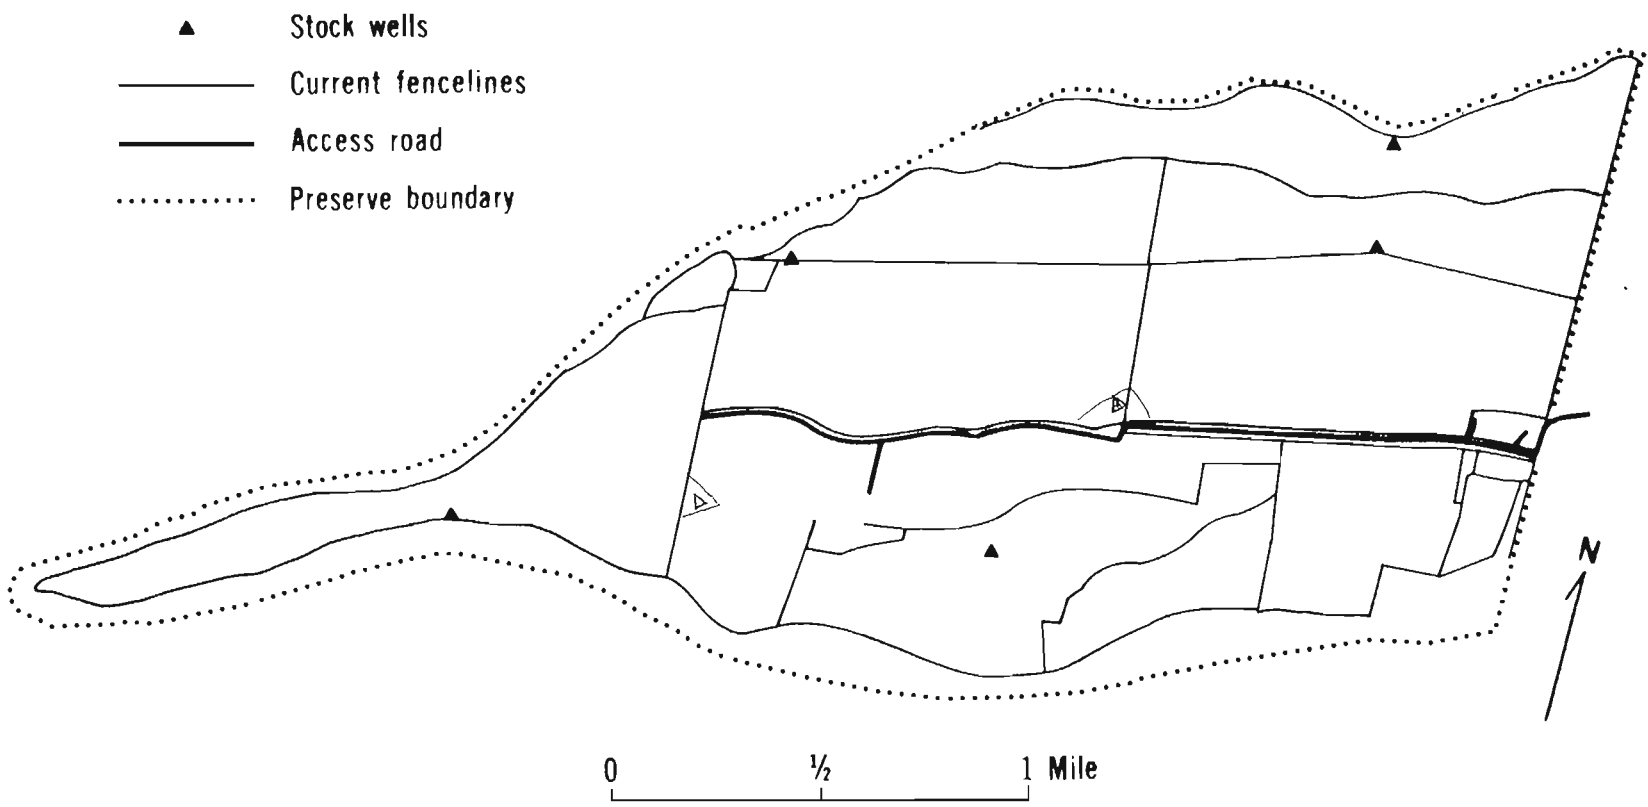 Stock wells
Current fencelines
Access road
Preserve boundary
N
0 ½ 1 Mile